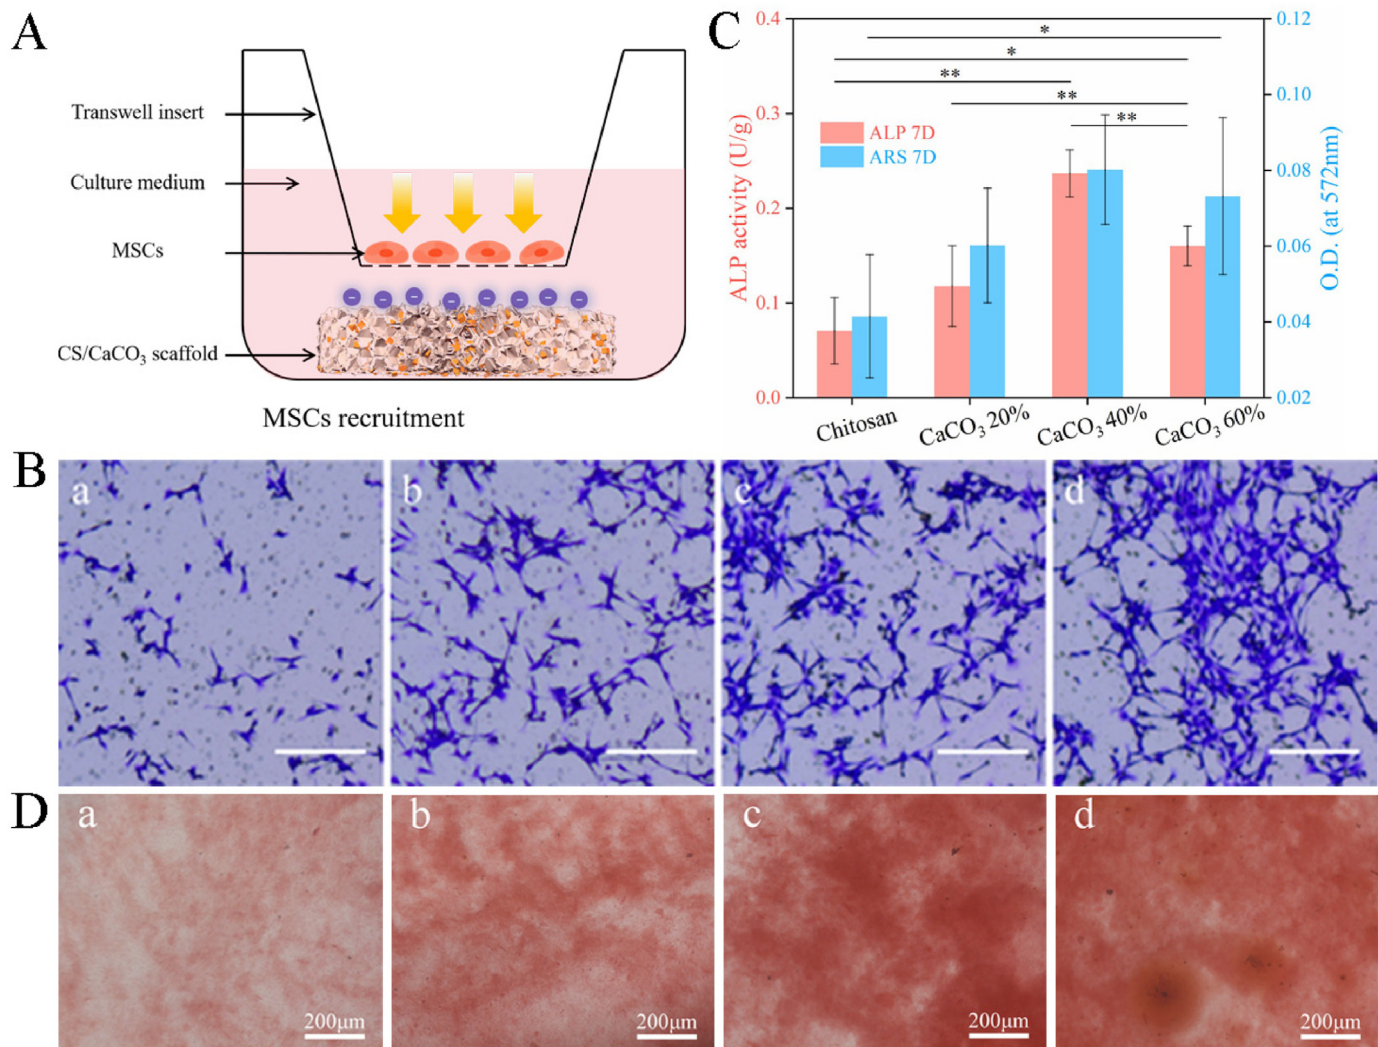 A
Transwell insert
Culture medium
MSCs
CS/CaCO₃ scaffold
MSCs recruitment
C
ALP activity (U/g)
0.4
0.3
0.2
0.1
0.0
ALP 7D
ARS 7D
*
*
**
**
**
0.12
0.10
0.08
0.06
0.04
0.02
O.D. (at 572nm)
Chitosan
CaCO₃ 20%
CaCO₃ 40%
CaCO₃ 60%
B
a
b
c
d
D
a
b
c
d
200μm
200μm
200μm
200μm